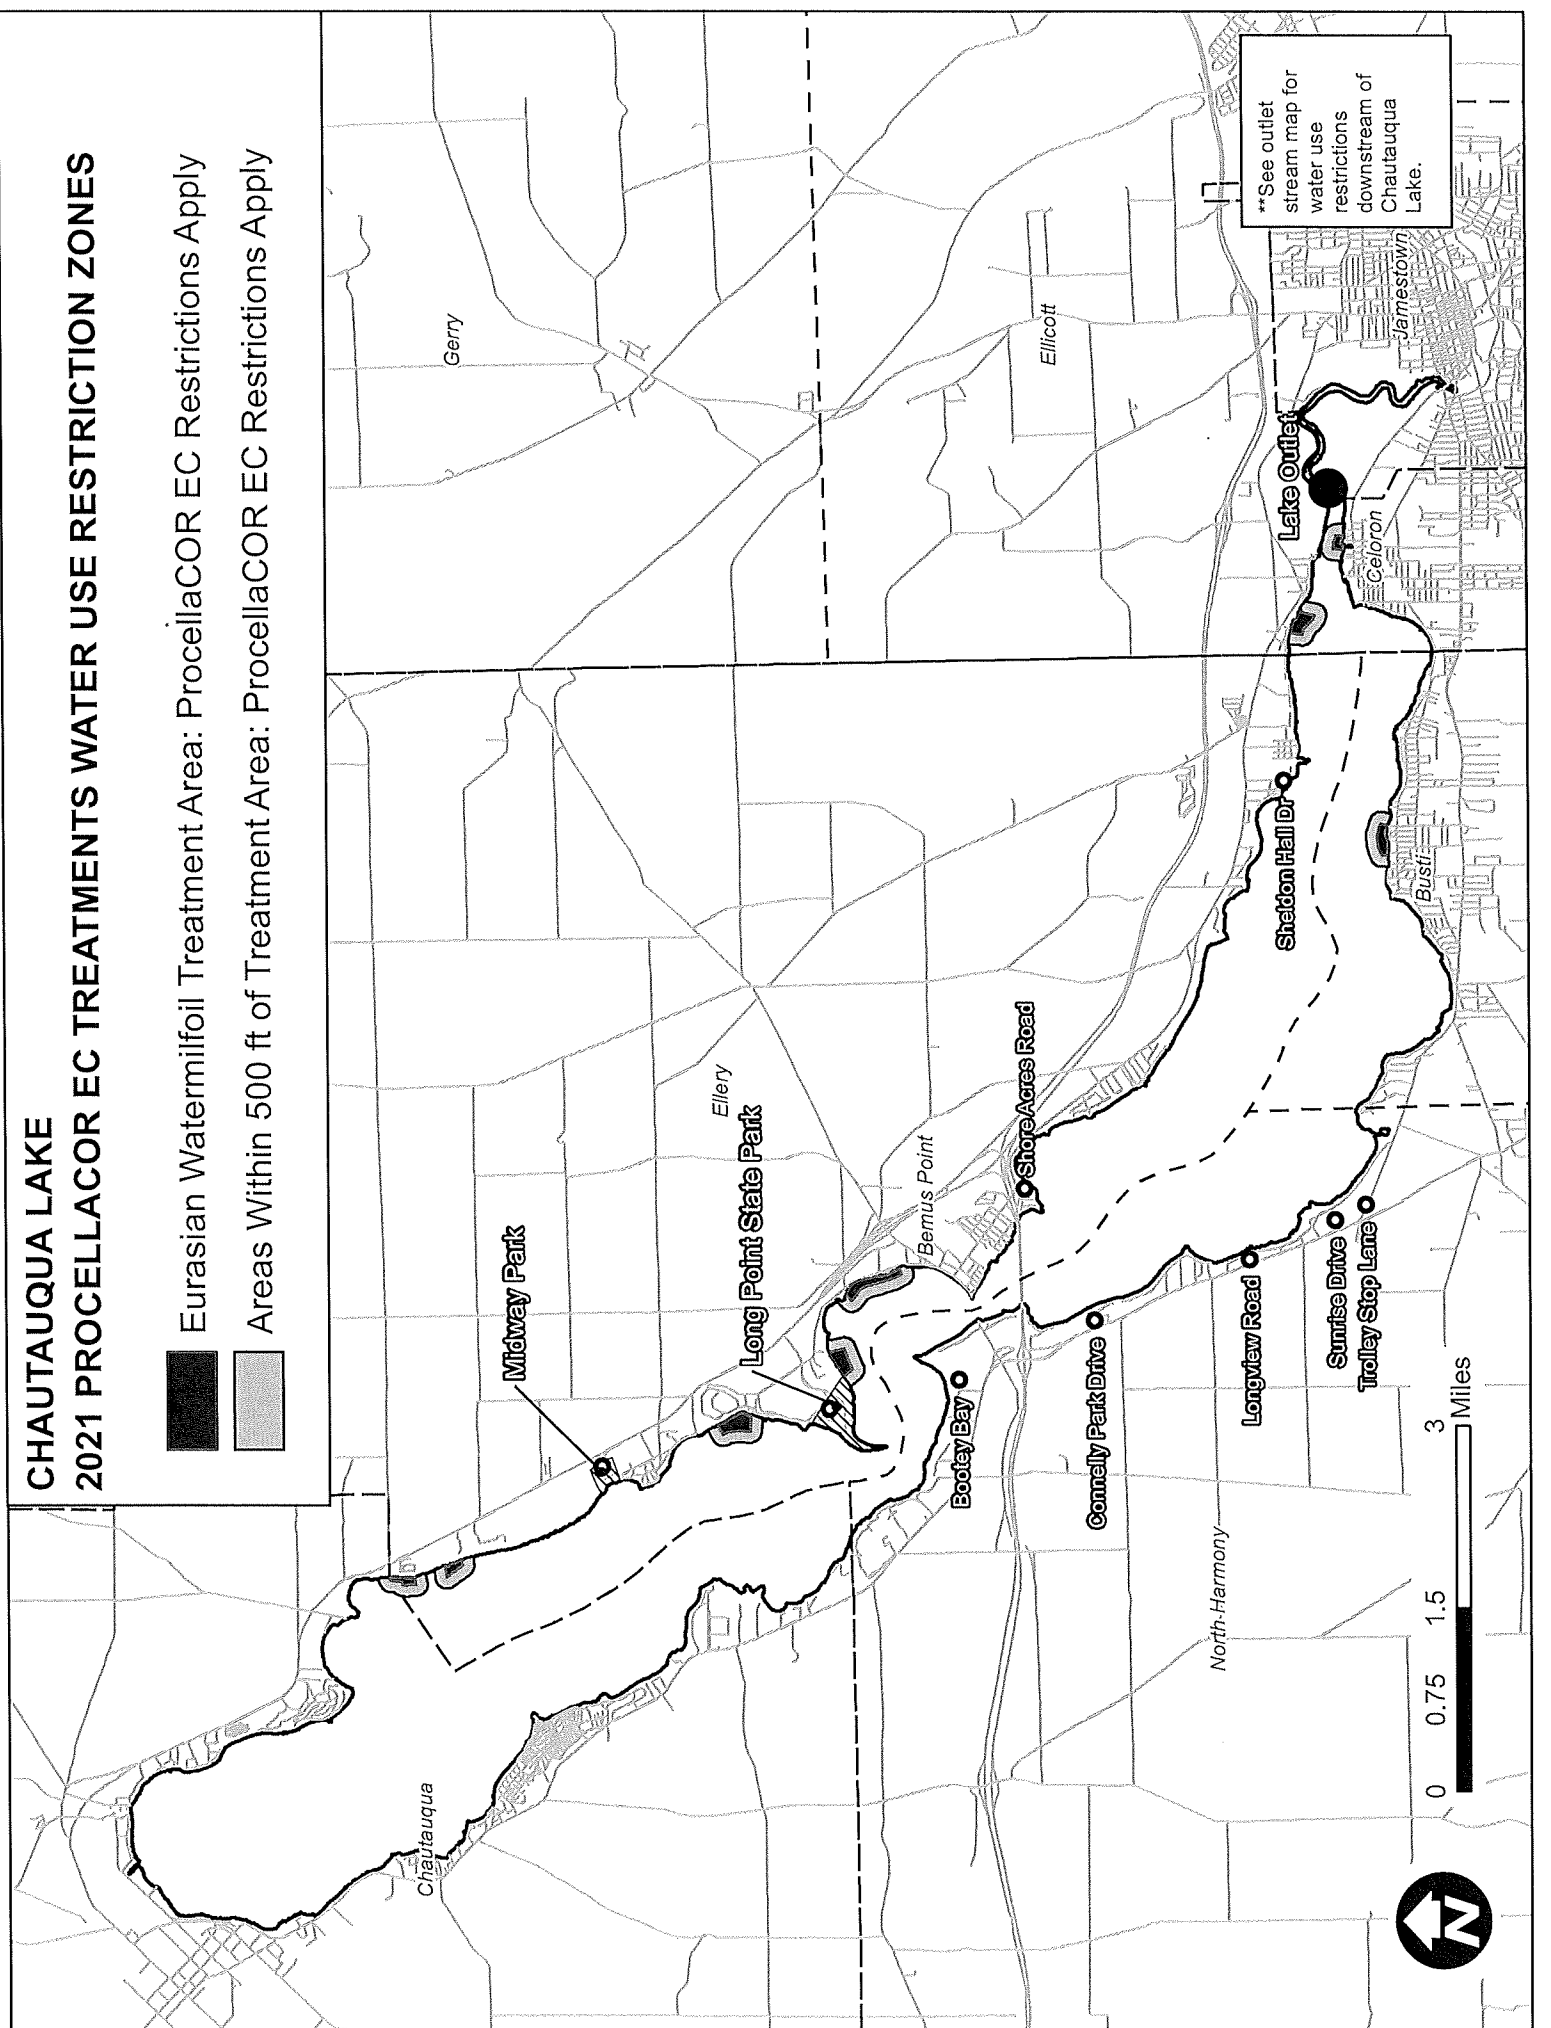 CHAUTAUQUA LAKE
2021 PROCELLACOR EC TREATMENTS WATER USE RESTRICTION ZONES
Eurasian Watermilfoil Treatment Area: ProcellaCOR EC Restrictions Apply
Areas Within 500 ft of Treatment Area: ProcellaCOR EC Restrictions Apply
Gerry
Midway Park
Ellery
Long Point State Park
Chautauqua
Bemus Point
Shore Acres Road
Ellicott
Bootey Bay
Connelly Park Drive
North Harmony
Longview Road
Sunrise Drive
Trolley Stop Lane
Sheldon Hall Dr
Lake Outlet
Celoron
Busti
Jamestown
**See outlet
stream map for
water use
restrictions
downstream of
Chautauqua
Lake.
0 0.75 1.5 3
Miles
N